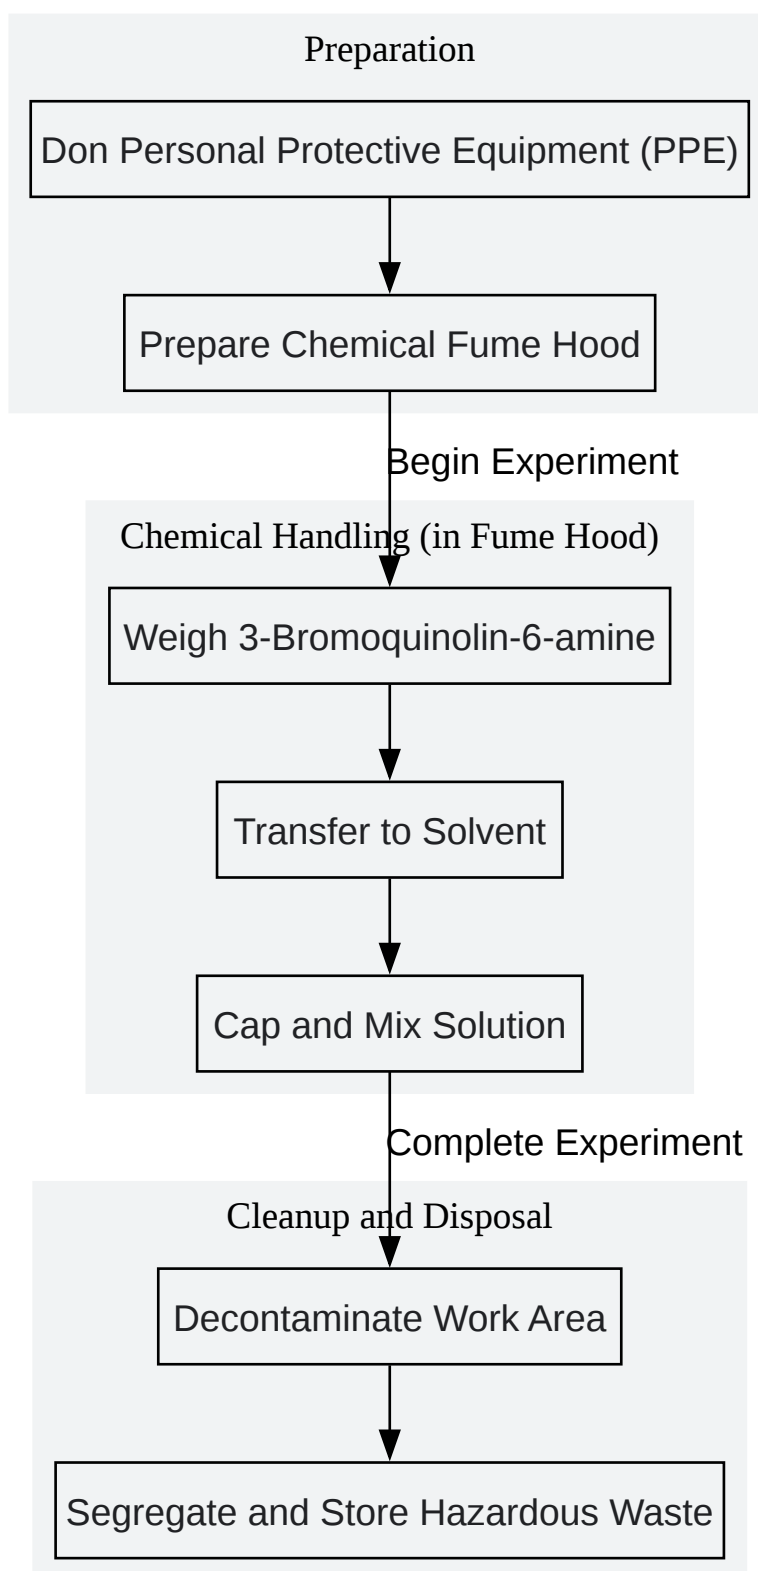 Preparation
Don Personal Protective Equipment (PPE)
Prepare Chemical Fume Hood
Begin Experiment
Chemical Handling (in Fume Hood)
Weigh 3-Bromoquinolin-6-amine
Transfer to Solvent
Cap and Mix Solution
Complete Experiment
Cleanup and Disposal
Decontaminate Work Area
Segregate and Store Hazardous Waste